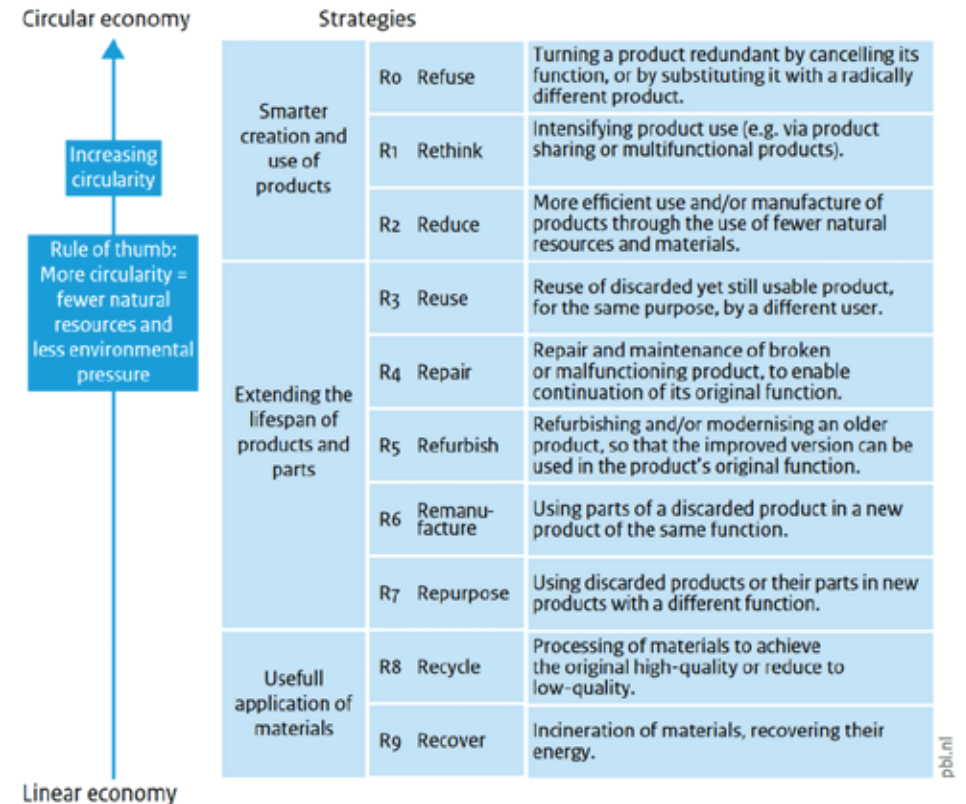 Circular economy
Strategies
Increasing
circularity
Rule of thumb:
More circularity =
fewer natural
resources and
less environmental
pressure
Linear economy
Smarter
creation and
use of
products
R0 Refuse
Turning a product redundant by cancelling its
function, or by substituting it with a radically
different product.
R1 Rethink
Intensifying product use (e.g. via product
sharing or multifunctional products).
R2 Reduce
More efficient use and/or manufacture of
products through the use of fewer natural
resources and materials.
Extending the
lifespan of
products and
parts
R3 Reuse
Reuse of discarded yet still usable product,
for the same purpose, by a different user.
R4 Repair
Repair and maintenance of broken
or malfunctioning product, to enable
continuation of its original function.
R5 Refurbish
Refurbishing and/or modernising an older
product, so that the improved version can be
used in the product's original function.
R6 Remanu-
facture
Using parts of a discarded product in a new
product of the same function.
R7 Repurpose
Using discarded products or their parts in new
products with a different function.
Usefull
application of
materials
R8 Recycle
Processing of materials to achieve
the original high-quality or reduce to
low-quality.
R9 Recover
Incineration of materials, recovering their
energy.
pbl.nl